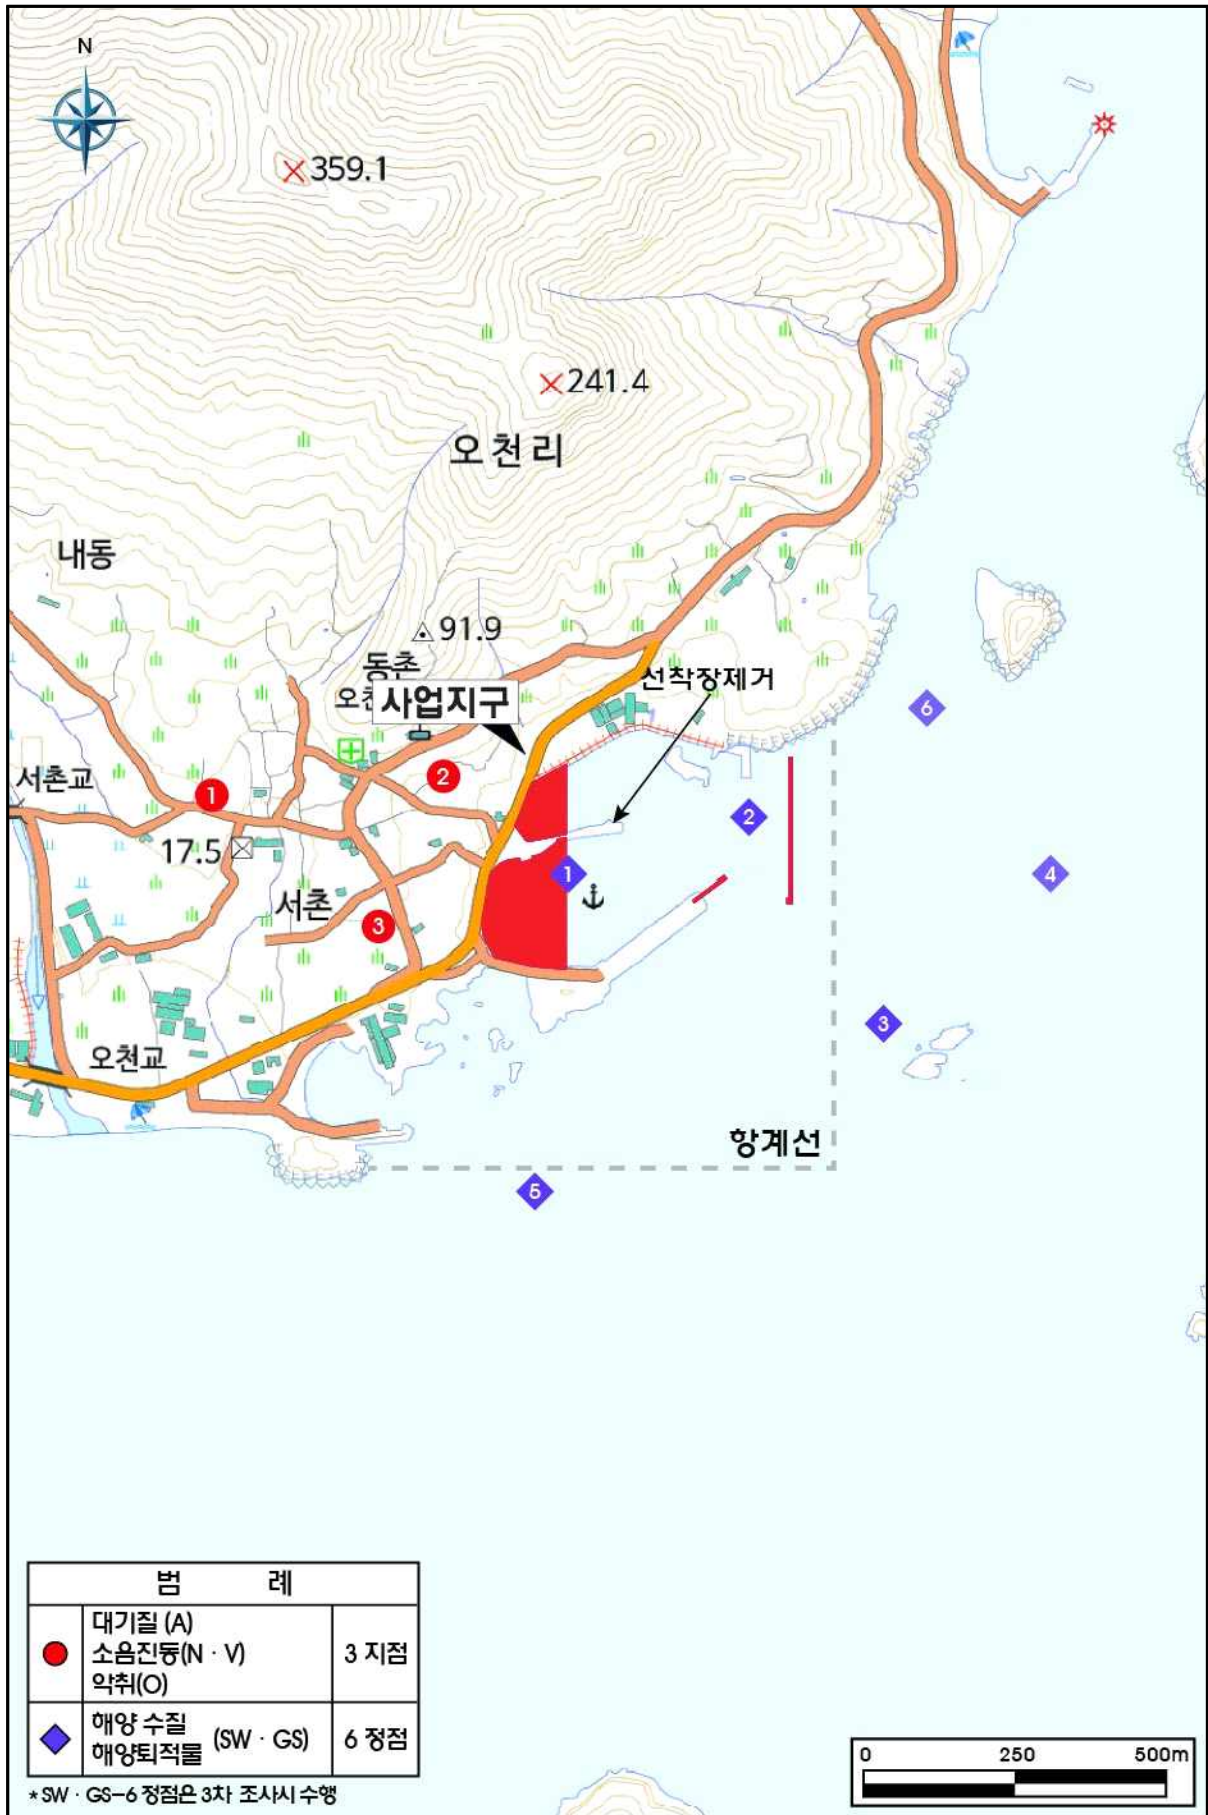 N
359.1
241.4
오천리
내동
91.9
동촌
오천
선착장제거
사업지구
6
서촌교
2
1
2
17.5
1
4
서촌
3
3
오천교
항계선
5
범 례
대기질 (A)
소음진동(N · V)
악취(O)
3 지점
해양 수질
해양퇴적물
(SW · GS)
6 정점
*SW · GS-6 정점은 3차 조사시 수행
0 250 500m